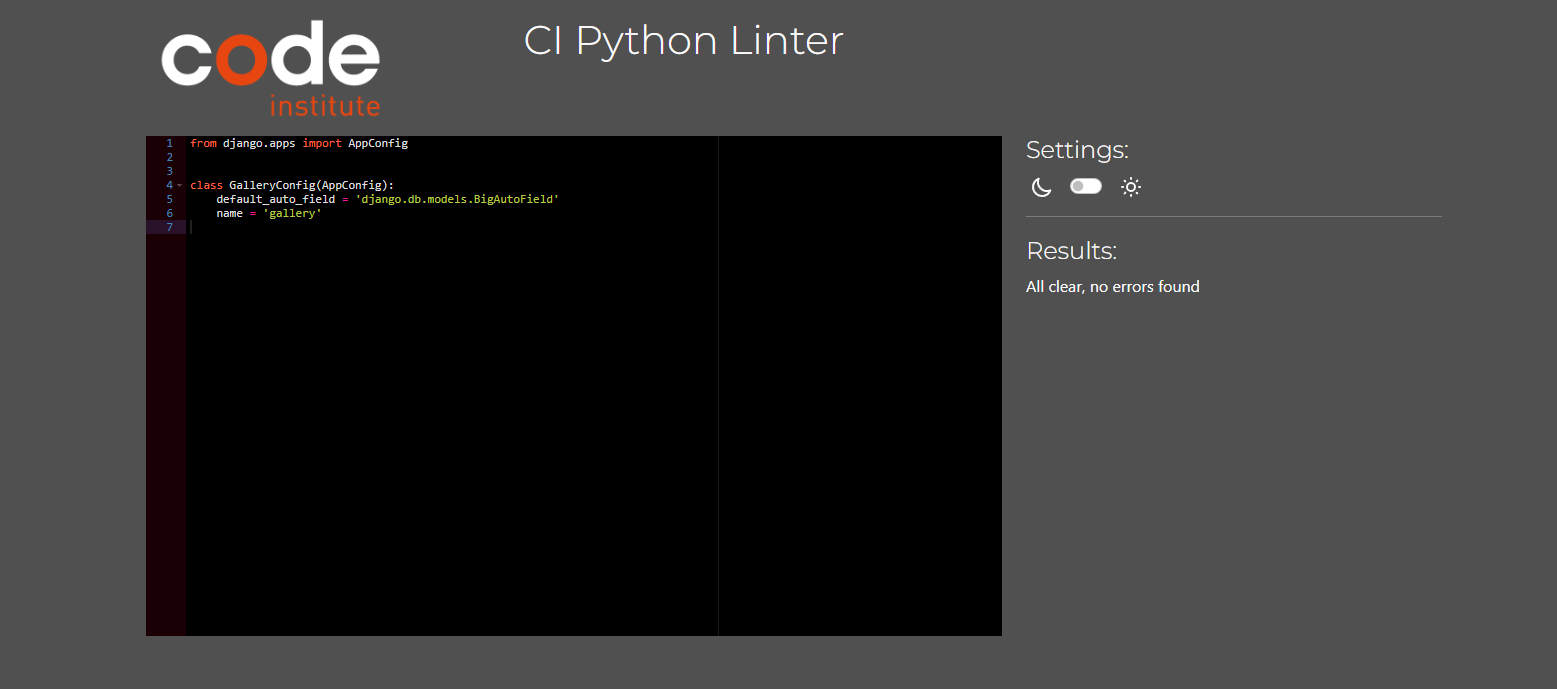 code
institute
CI Python Linter
1 from django.apps import AppConfig
2
3
4 class GalleryConfig(AppConfig):
5     default_auto_field = 'django.db.models.BigAutoField'
6     name = 'gallery'
7
Settings:
Results:
All clear, no errors found